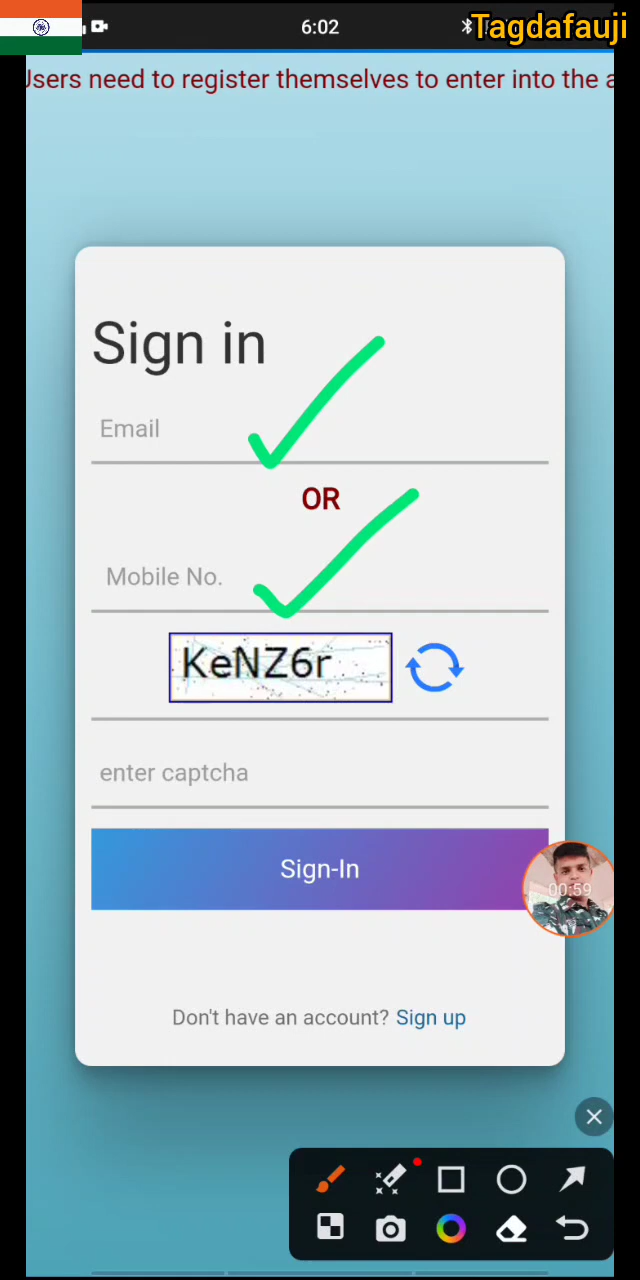 6:02
Tagdafauji
Users need to register themselves to enter into the a
Sign in
Email
OR
Mobile No.
KeNZ6r
enter captcha
Sign-In
00:59
Don't have an account? Sign up